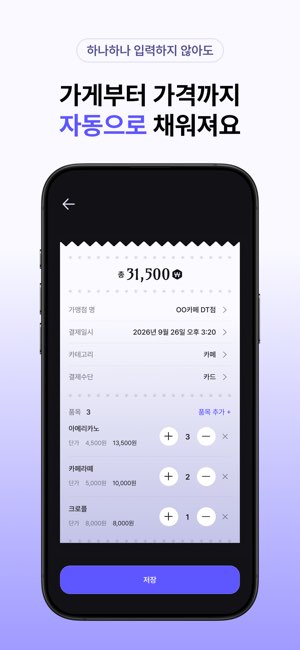 하나하나 입력하지 않아도
가게부터 가격까지
자동으로 채워져요
총 31,500 ₩
가맹점 명 OO카페 DT점
결제일시 2026년 9월 26일 오후 3:20
카테고리 카페
결제수단 카드
품목 3 품목 추가 +
아메리카노
단가 4,500원 13,500원
+ 3 − ×
카페라떼
단가 5,000원 10,000원
+ 2 − ×
크로플
단가 8,000원 8,000원
+ 1 − ×
저장